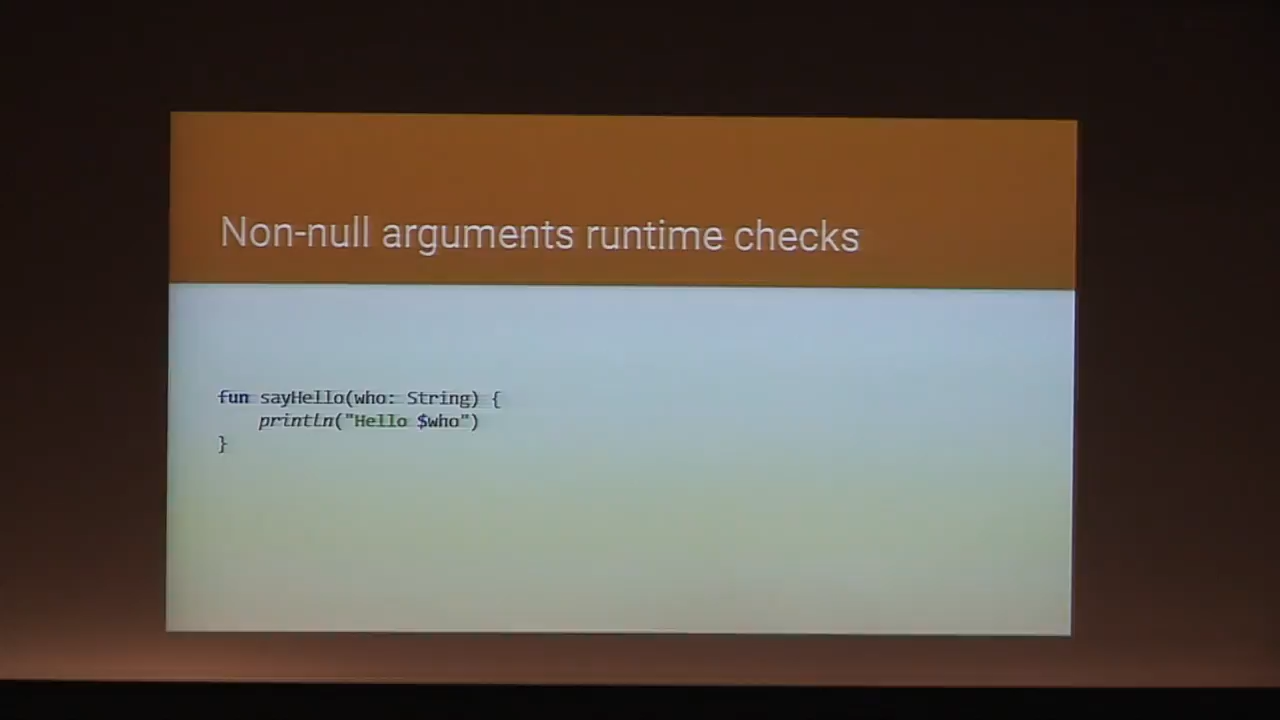 Non-null arguments runtime checks
fun sayHello(who: String) {
    println("Hello $who")
}